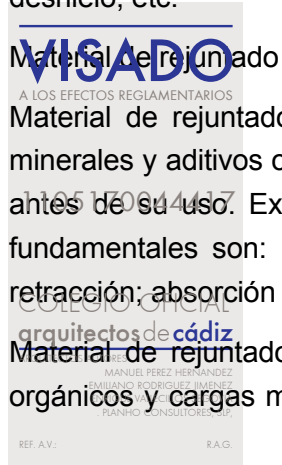 desnicio, etc.
Material de rejuntado
VISADO
A LOS EFECTOS REGLAMENTARIOS
Material de rejuntado
minerales y aditivos
1105170044417
antes de su uso. Ex
fundamentales son:
retracción; absorción
COLEGIO OFICIAL
arquitectos de cádiz
Material de rejuntado
MANUEL PEREZ HERNANDEZ
EMILIANO RODRIGUEZ JIMENEZ
orgánicos y cargas m
PLANHO CONSULTORES, SLP,
REF. A.V.: R.A.G.